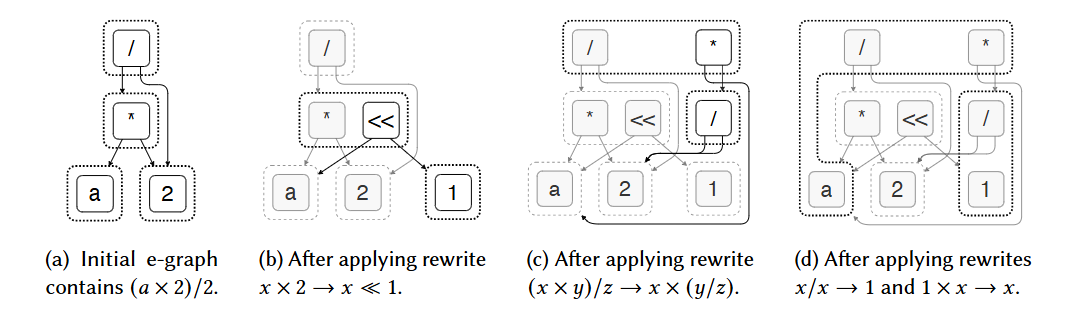 /
*
a 2
(a) Initial e-graph
contains (a × 2)/2.
/
* <<
a 2 1
(b) After applying rewrite
x × 2 → x ≪ 1.
/ *
* << /
a 2 1
(c) After applying rewrite
(x × y)/z → x × (y/z).
/ *
* << /
a 2 1
(d) After applying rewrites
x/x → 1 and 1 × x → x.